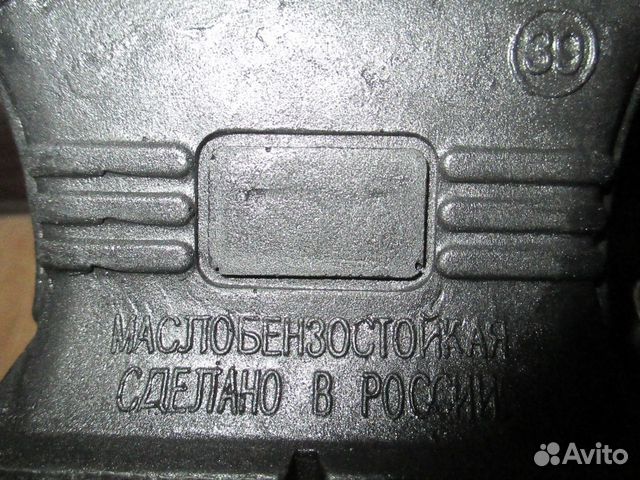 39
МАСЛОБЕНЗОСТОЙКАЯ
СДЕЛАНО В РОССИИ
Avito